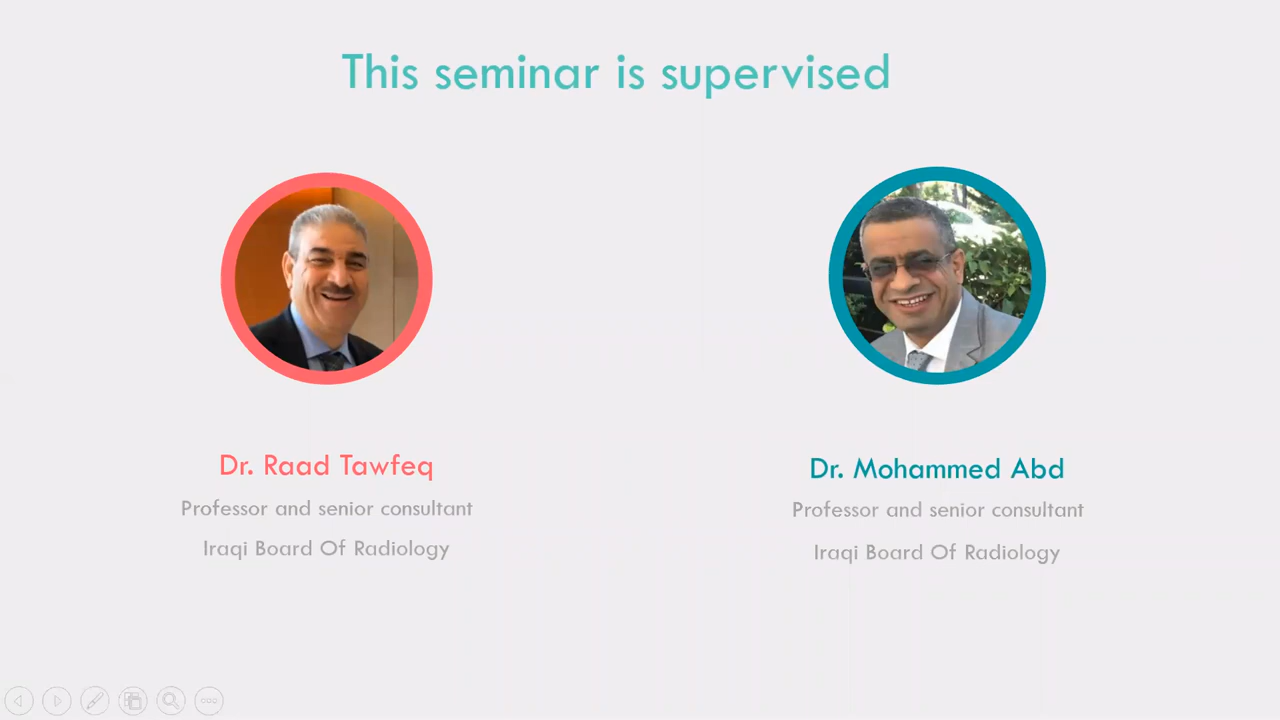 This seminar is supervised
Dr. Raad Tawfeq
Professor and senior consultant
Iraqi Board Of Radiology
Dr. Mohammed Abd
Professor and senior consultant
Iraqi Board Of Radiology